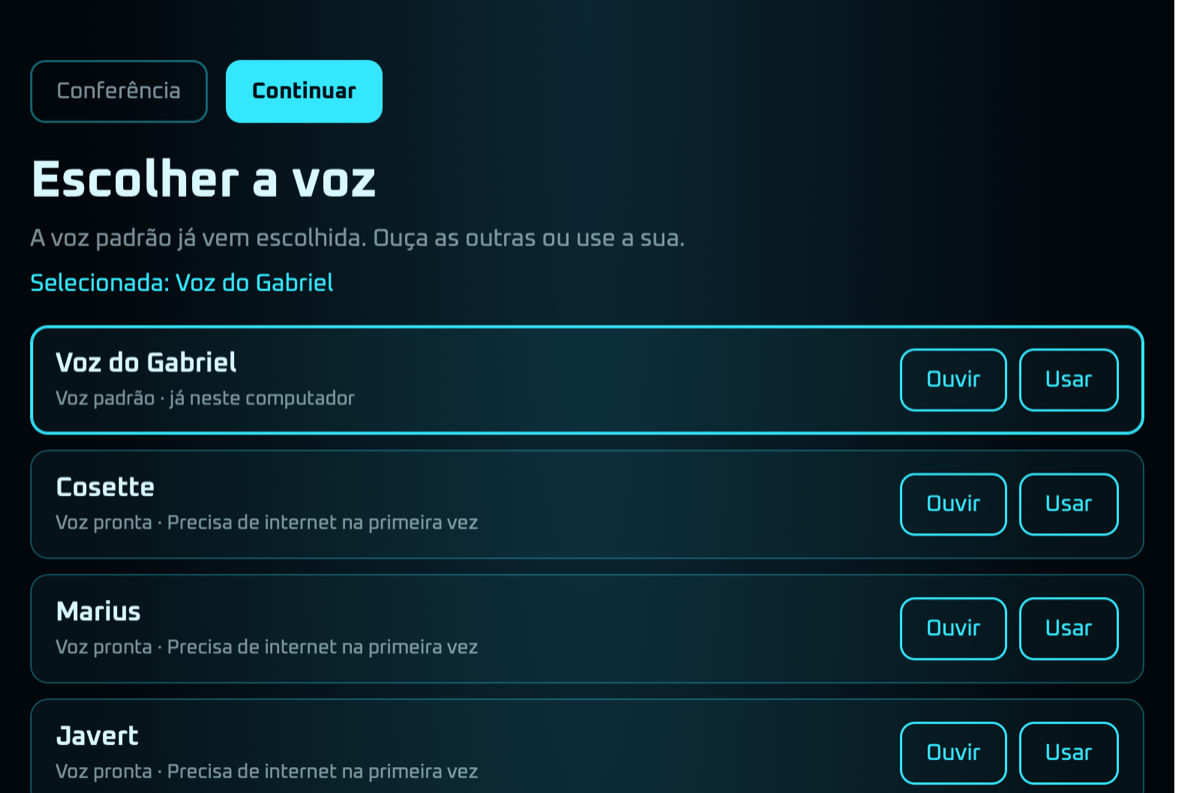 Conferência
Continuar
Escolher a voz
A voz padrão já vem escolhida. Ouça as outras ou use a sua.
Selecionada: Voz do Gabriel
Voz do Gabriel
Voz padrão · já neste computador
Ouvir
Usar
Cosette
Voz pronta · Precisa de internet na primeira vez
Ouvir
Usar
Marius
Voz pronta · Precisa de internet na primeira vez
Ouvir
Usar
Javert
Voz pronta · Precisa de internet na primeira vez
Ouvir
Usar